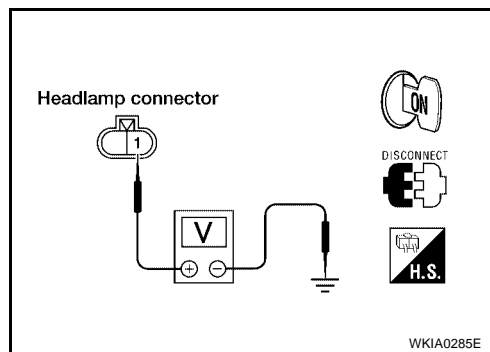 Headlamp connector
1
ON
DISCONNECT
V
+ −
H.S.
WKIA0285E